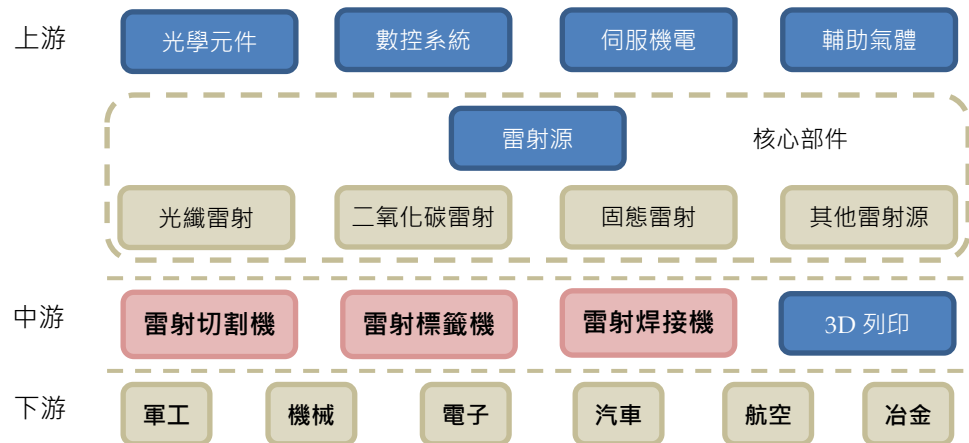 上游
光學元件
數控系統
伺服機電
輔助氣體
雷射源
核心部件
光纖雷射
二氧化碳雷射
固態雷射
其他雷射源
中游
雷射切割機
雷射標籤機
雷射焊接機
3D 列印
下游
軍工
機械
電子
汽車
航空
冶金